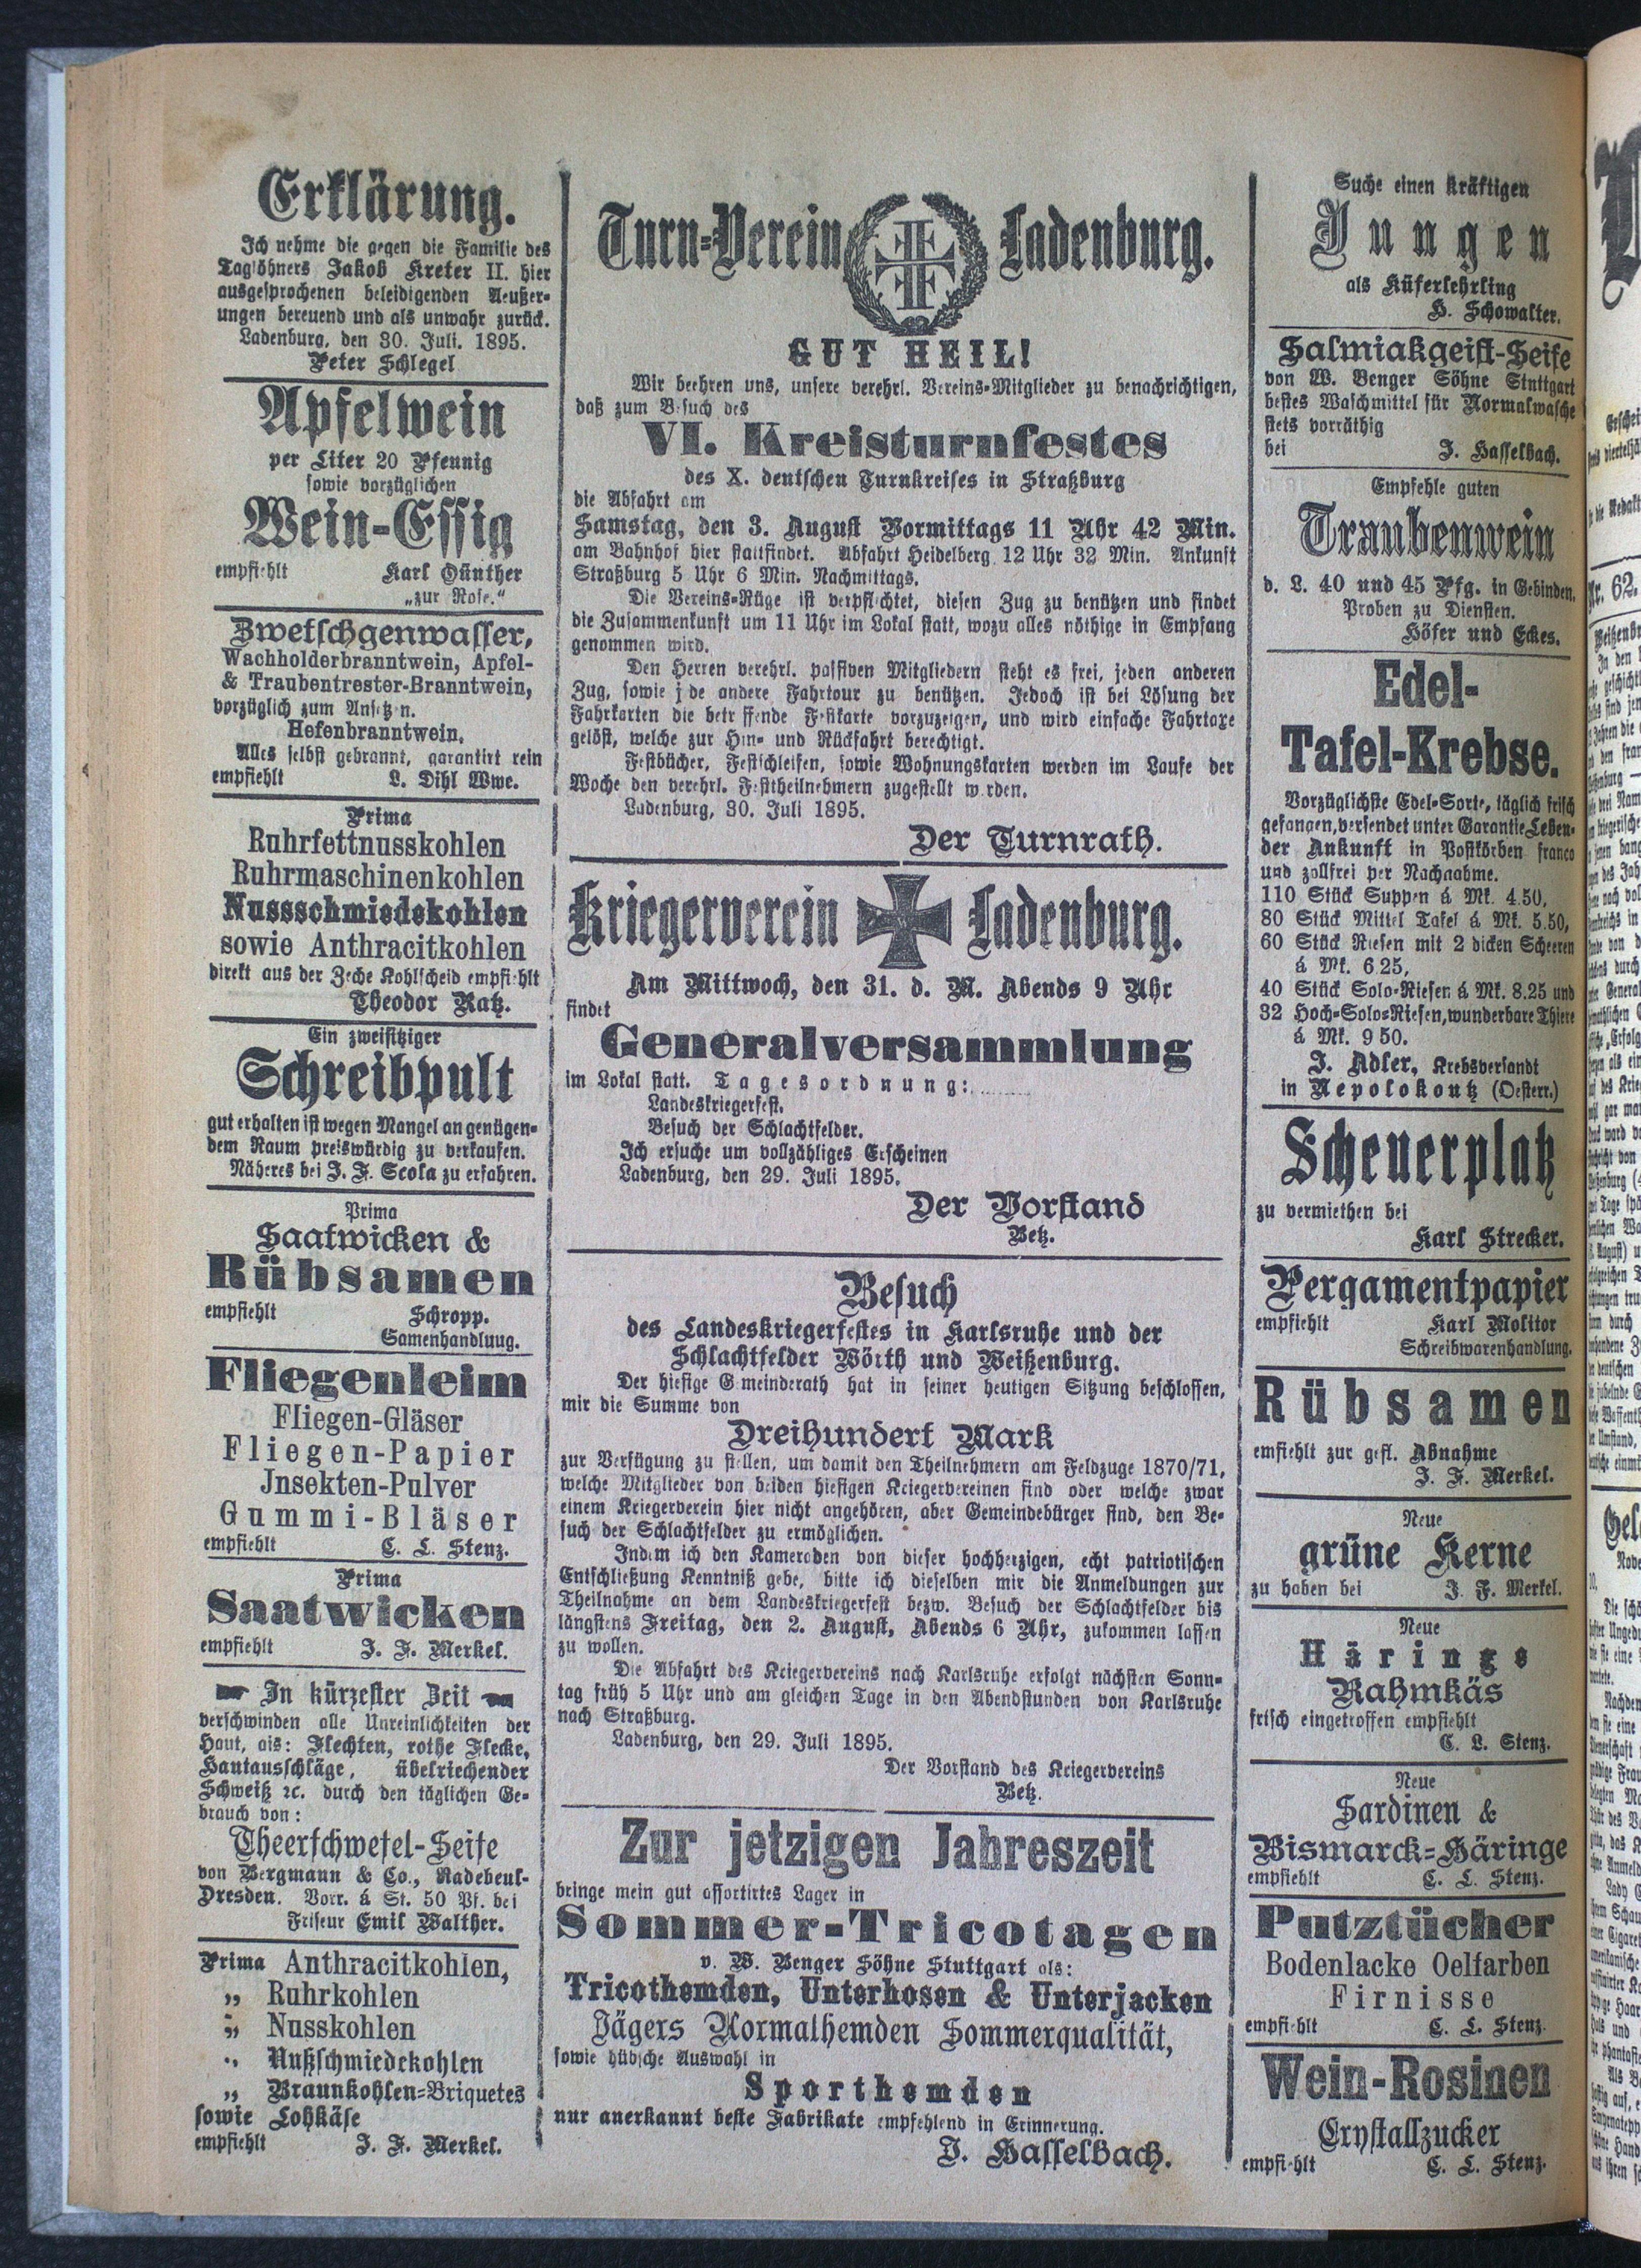 Erklärung.
Ich nehme die gegen die Familie des
Taglöhners Jakob Kreter II. hier
ausgesprochenen beleidigenden Aeußer-
ungen bereuend und als unwahr zurück.
Ladenburg, den 30. Juli. 1895.
Peter Schlegel
Apfelwein
per Liter 20 Pfennig
sowie vorzüglichen
Wein-Essig
empfiehlt Karl Günther
„zur Rose.“
Zwetschgenwasser,
Wachholderbranntwein, Apfel-
& Traubentrester-Branntwein,
vorzüglich zum Ansetzen.
Hefenbranntwein,
Alles selbst gebrannt, garantirt rein
empfiehlt L. Dihl Wwe.
Prima
Ruhrfettnusskohlen
Ruhrmaschinenkohlen
Nussschmiedekohlen
sowie Anthracitkohlen
direkt aus der Zeche Kohlscheid empfiehlt
Theodor Katz.
Ein zweisitziger
Schreibpult
gut erhalten ist wegen Mangel an genügen-
dem Raum preiswürdig zu verkaufen.
Näheres bei J. F. Scola zu erfahren.
Prima
Saatwicken &
Rübsamen
empfiehlt Schropp.
Samenhandluug.
Fliegenleim
Fliegen-Gläser
Fliegen-Papier
Jnsekten-Pulver
Gummi-Bläser
empfiehlt C. L. Stenz.
Prima
Saatwicken
empfiehlt J. F. Merkel.
In kürzester Zeit
verschwinden alle Unreinlichkeiten der
Haut, als: Flechten, rothe Flecke,
Hautausschläge, übelriechender
Schweiß ꝛc. durch den täglichen Ge-
brauch von:
Theerschwefel-Seife
von Bergmann & Co., Radebeul-
Dresden. Vorr. á St. 50 Pf. bei
Friseur Emil Walther.
Prima Anthracitkohlen,
„ Ruhrkohlen
„ Nusskohlen
„ Nußschmiedekohlen
„ Braunkohlen-Briquetes
sowie Lohkäse
empfiehlt J. F. Merkel.
Turn-Verein Ladenburg.
GUT HEIL!
Wir beehren uns, unsere verehrl. Vereins-Mitglieder zu benachrichtigen,
daß zum Besuch des
VI. Kreisturnfestes
des X. deutschen Turnkreises in Straßburg
die Abfahrt am
Samstag, den 3. August Vormittags 11 Uhr 42 Min.
am Bahnhof hier stattfindet. Abfahrt Heidelberg 12 Uhr 32 Min. Ankunft
Straßburg 5 Uhr 6 Min. Nachmittags.
Die Vereins-Rüge ist verpflichtet, diesen Zug zu benützen und findet
die Zusammenkunft um 11 Uhr im Lokal statt, wozu alles nöthige in Empfang
genommen wird.
Den Herren verehrl. passiven Mitgliedern steht es frei, jeden anderen
Zug, sowie jede andere Fahrtour zu benützen. Jedoch ist bei Lösung der
Fahrkarten die betreffende Festkarte vorzuzeigen, und wird einfache Fahrtaxe
gelöst, welche zur Hin- und Rückfahrt berechtigt.
Festbücher, Festschleifen, sowie Wohnungskarten werden im Laufe der
Woche den verehrl. Festtheilnehmern zugestellt werden.
Ladenburg, 30. Juli 1895.
Der Turnrath.
Kriegerverein Ladenburg.
Am Mittwoch, den 31. d. M. Abends 9 Uhr
findet
Generalversammlung
im Lokal statt. Tagesordnung:
Landeskriegerfest.
Besuch der Schlachtfelder.
Ich ersuche um vollzähliges Erscheinen
Ladenburg, den 29. Juli 1895.
Der Vorstand
Betz.
Besuch
des Landeskriegerfestes in Karlsruhe und der
Schlachtfelder Wörth und Weißenburg.
Der hiesige Gemeinderath hat in seiner heutigen Sitzung beschlossen,
mir die Summe von
Dreihundert Mark
zur Verfügung zu stellen, um damit den Theilnehmern am Feldzuge 1870/71,
welche Mitglieder von beiden hiesigen Kriegervereinen sind oder welche zwar
einem Kriegerverein hier nicht angehören, aber Gemeindebürger sind, den Be-
such der Schlachtfelder zu ermöglichen.
Indem ich den Kameraden von dieser hochherzigen, echt patriotischen
Entschließung Kenntniß gebe, bitte ich dieselben mir die Anmeldungen zur
Theilnahme an dem Landeskriegerfest bezw. Besuch der Schlachtfelder bis
längstens Freitag, den 2. August, Abends 6 Uhr, zukommen lassen
zu wollen.
Die Abfahrt des Kriegervereins nach Karlsruhe erfolgt nächsten Sonn-
tag früh 5 Uhr und am gleichen Tage in den Abendstunden von Karlsruhe
nach Straßburg.
Ladenburg, den 29. Juli 1895.
Der Vorstand des Kriegervereins
Betz.
Zur jetzigen Jahreszeit
bringe mein gut assortirtes Lager in
Sommer-Tricotagen
v. W. Benger Söhne Stuttgart als:
Tricothemden, Unterhosen & Unterjacken
Jägers Normalhemden Sommerqualität,
sowie hübsche Auswahl in
Sporthemden
nur anerkannt beste Fabrikate empfehlend in Erinnerung.
J. Hasselbach.
Suche einen kräftigen
Jungen
als Küferlehrling
H. Schowalter.
Salmiakgeist-Seife
von W. Benger Söhne Stuttgart
bestes Waschmittel für Normalwäsche
stets vorräthig
bei J. Hasselbach.
Empfehle guten
Traubenwein
d. L. 40 und 45 Pfg. in Gebinden.
Proben zu Diensten.
Höfer und Eckes.
Edel-
Tafel-Krebse.
Vorzüglichste Edel-Sorte, täglich frisch
gefangen, versendet unter Garantie Leben-
der Ankunft in Postkörben franco
und zollfrei per Nachnahme.
110 Stück Suppen á Mk. 4.50,
80 Stück Mittel Tafel á Mk. 5.50,
60 Stück Riesen mit 2 dicken Scheeren
á Mk. 6.25,
40 Stück Solo-Riesen á Mk. 8.25 und
32 Hoch-Solo-Riesen, wunderbare Thiere
á Mk. 9 50.
J. Adler, Krebsversandt
in Nepolokoutz (Oesterr.)
Scheuerplatz
zu vermiethen bei
Karl Strecker.
Pergamentpapier
empfiehlt Karl Molitor
Schreibwarenhandlung.
Rübsamen
emfiehlt zur gefl. Abnahme
J. F. Merkel.
Neue
grüne Kerne
zu haben bei J. F. Merkel.
Neue
Häringe
Rahmkäs
frisch eingetroffen empfiehlt
C. L. Stenz.
Neue
Sardinen &
Bismarck-Häringe
empfiehlt C. L. Stenz.
Putztücher
Bodenlacke Oelfarben
Firnisse
empfiehlt C. L. Stenz.
Wein-Rosinen
Crystallzucker
empfiehlt C. L. Stenz.
Nr. 62.